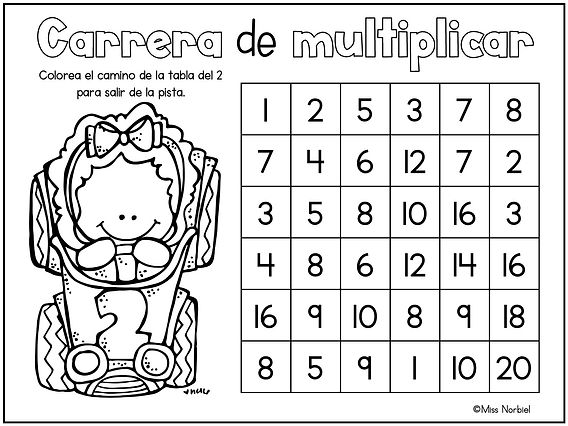 Carrera de multiplicar
Colorea el camino de la tabla del 2
para salir de la pista.
1 2 5 3 7 8
7 4 6 12 7 2
3 5 8 10 16 3
4 8 6 12 14 16
16 9 10 8 9 18
8 5 9 1 10 20
2
©Miss Norbiel